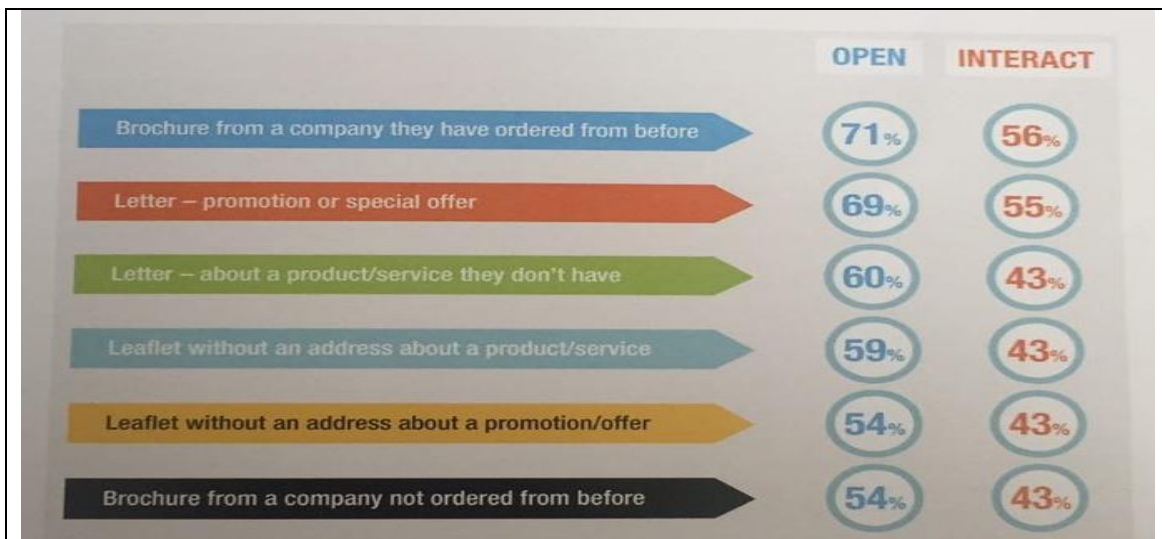 OPEN INTERACT
Brochure from a company they have ordered from before 71% 56%
Letter – promotion or special offer 69% 55%
Letter – about a product/service they don't have 60% 43%
Leaflet without an address about a product/service 59% 43%
Leaflet without an address about a promotion/offer 54% 43%
Brochure from a company not ordered from before 54% 43%